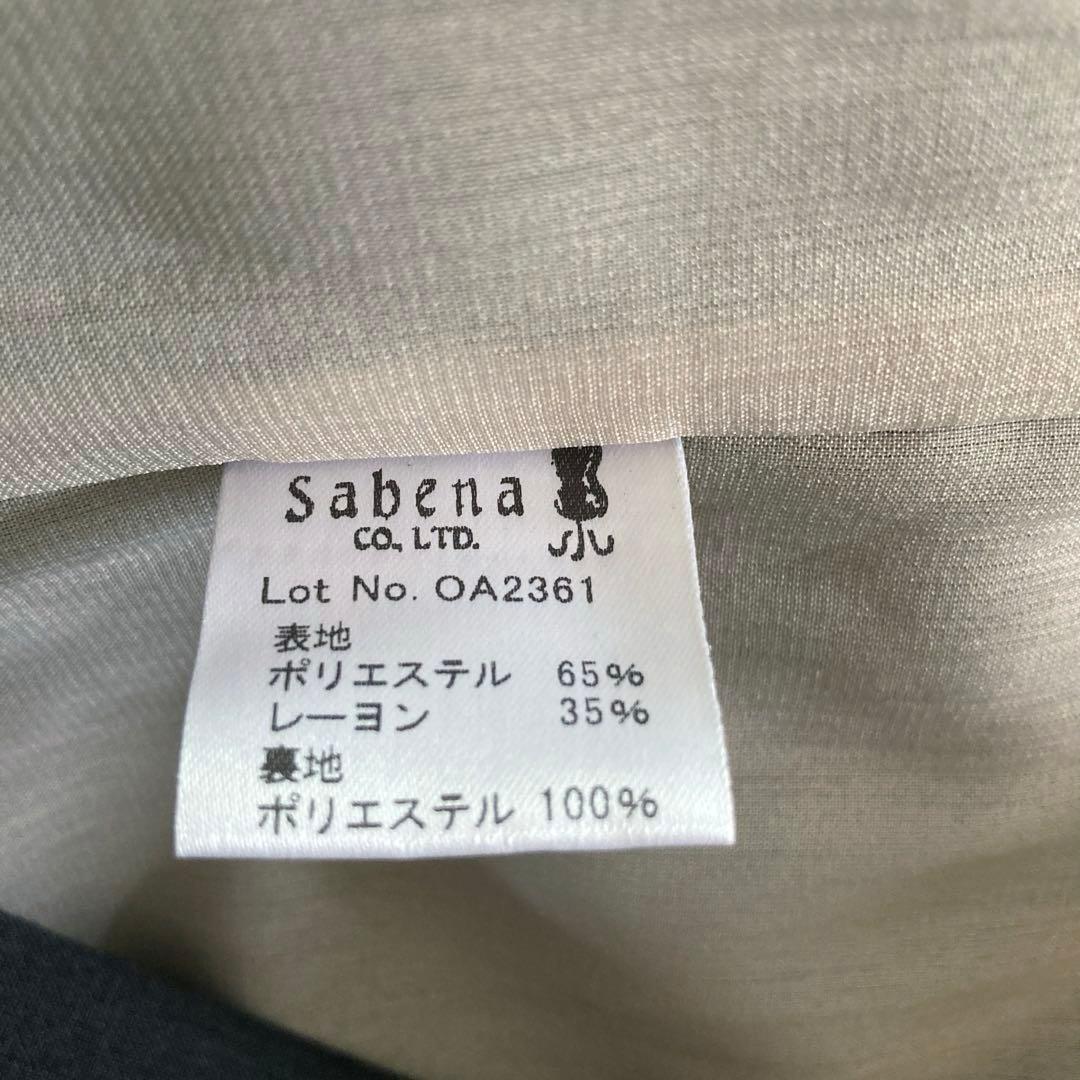 Sabena
CO., LTD.
Lot No. OA2361
表地
ポリエステル 65%
レーヨン 35%
裏地
ポリエステル 100%